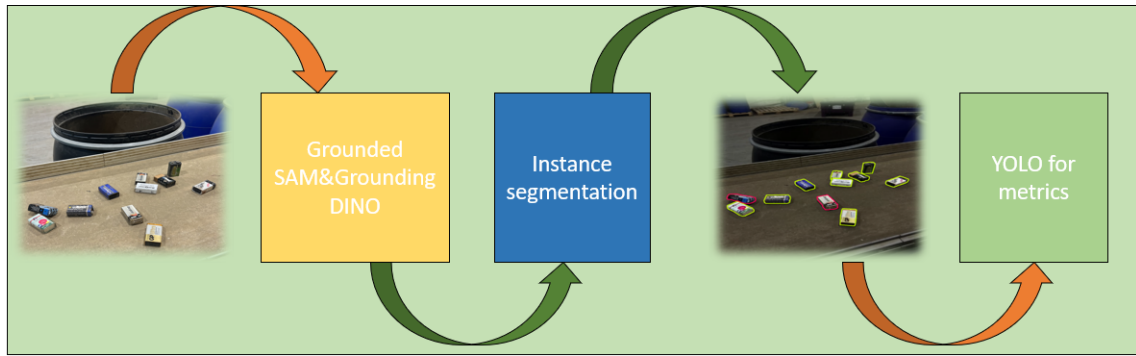 Grounded
SAM&Grounding
DINO
Instance
segmentation
YOLO for
metrics